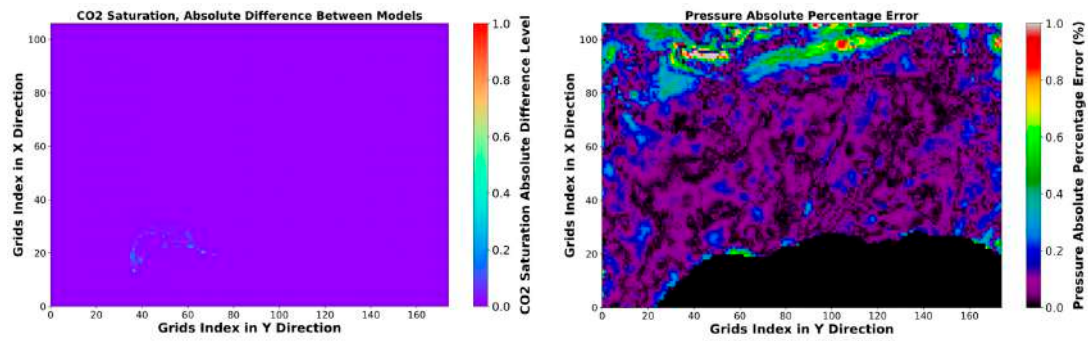 CO2 Saturation, Absolute Difference Between Models
100
80
60
40
20
0
0 20 40 60 80 100 120 140 160
Grids Index in X Direction
Grids Index in Y Direction
1.0
0.8
0.6
0.4
0.2
0.0
CO2 Saturation Absolute Difference Level
Pressure Absolute Percentage Error
100
80
60
40
20
0
0 20 40 60 80 100 120 140 160
Grids Index in X Direction
Grids Index in Y Direction
1.0
0.8
0.6
0.4
0.2
0.0
Pressure Absolute Percentage Error (%)